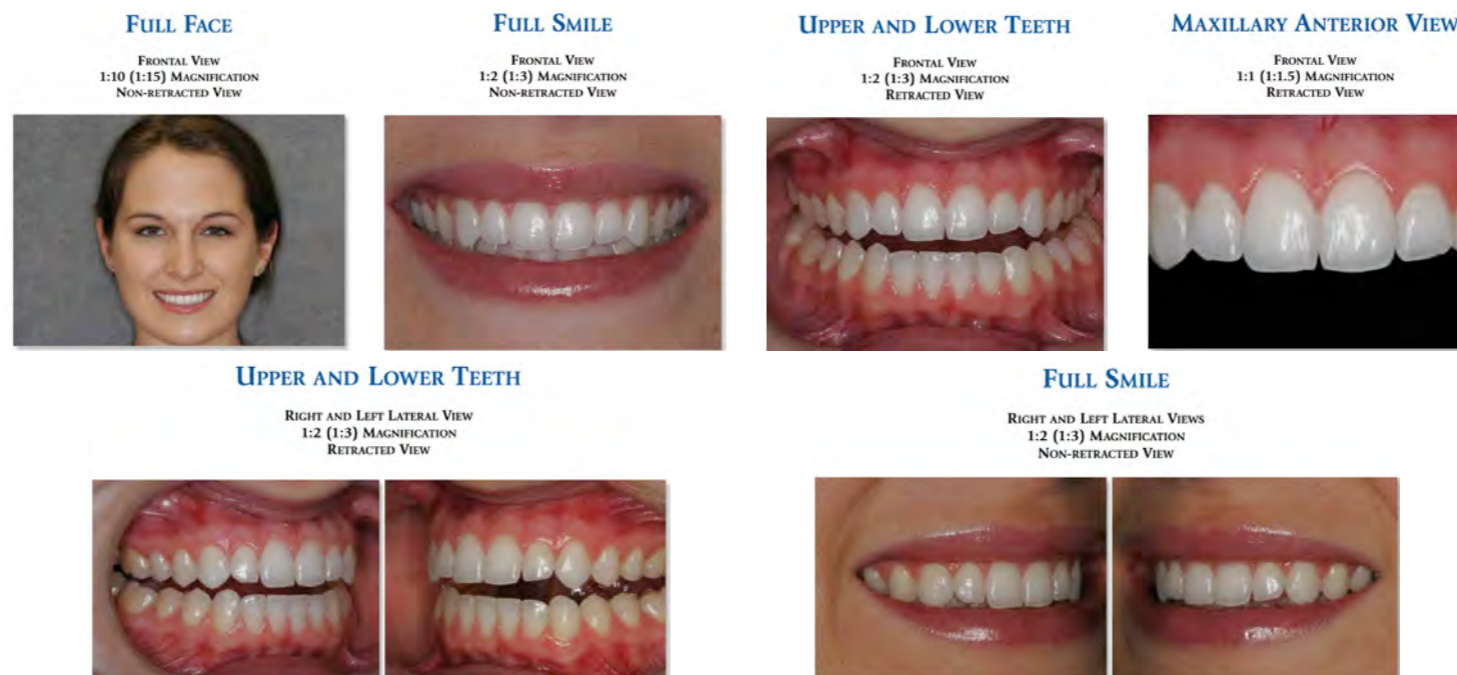 FULL FACE
FRONTAL VIEW
1:10 (1:15) MAGNIFICATION
NON-RETRACTED VIEW
FULL SMILE
FRONTAL VIEW
1:2 (1:3) MAGNIFICATION
NON-RETRACTED VIEW
UPPER AND LOWER TEETH
FRONTAL VIEW
1:2 (1:3) MAGNIFICATION
RETRACTED VIEW
MAXILLARY ANTERIOR VIEW
FRONTAL VIEW
1:1 (1:1.5) MAGNIFICATION
RETRACTED VIEW
UPPER AND LOWER TEETH
RIGHT AND LEFT LATERAL VIEW
1:2 (1:3) MAGNIFICATION
RETRACTED VIEW
FULL SMILE
RIGHT AND LEFT LATERAL VIEWS
1:2 (1:3) MAGNIFICATION
NON-RETRACTED VIEW